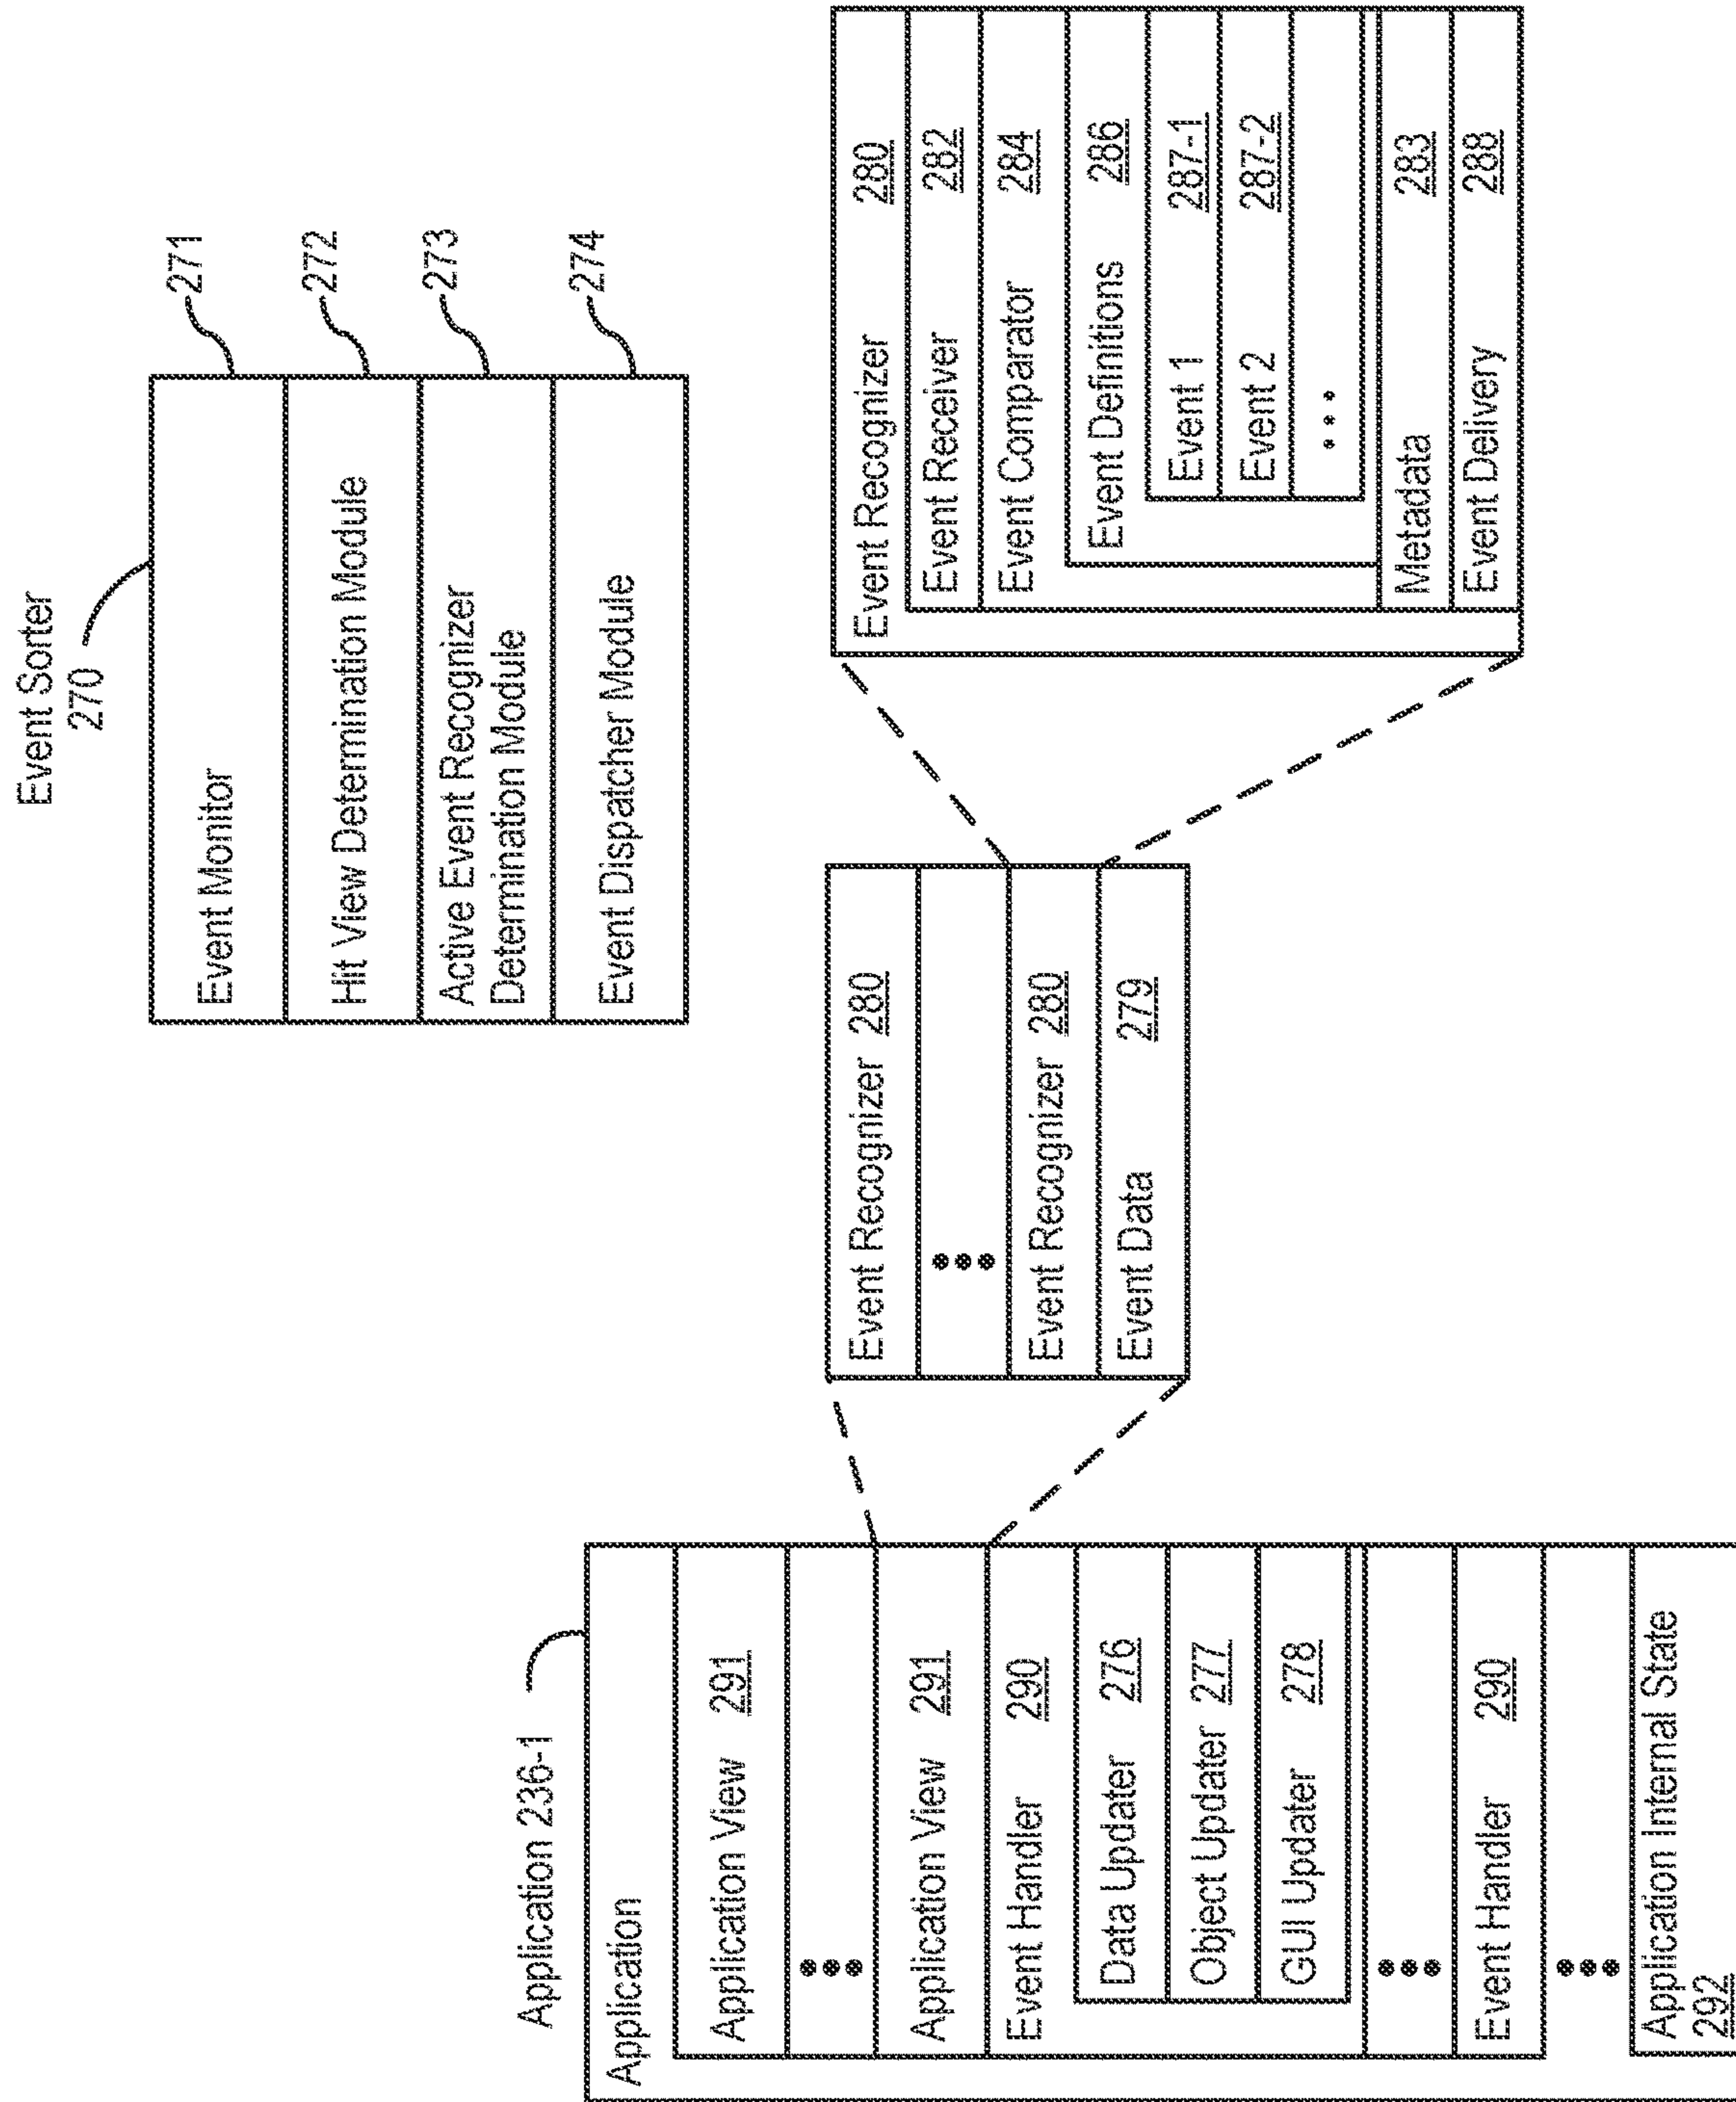 Event Sorter
270
Event Monitor
271
Hit View Determination Module
272
Active Event Recognizer
Determination Module
273
Event Dispatcher Module
274
Application 236-1
Application
Application View 291
Application View 291
Event Handler 290
Data Updater 276
Object Updater 277
GUI Updater 278
Event Handler 290
Application Internal State
292
Event Recognizer 280
Event Recognizer 280
Event Data 279
Event Recognizer 280
Event Receiver 282
Event Comparator 284
Event Definitions 286
Event 1 287-1
Event 2 287-2
Metadata 283
Event Delivery 288